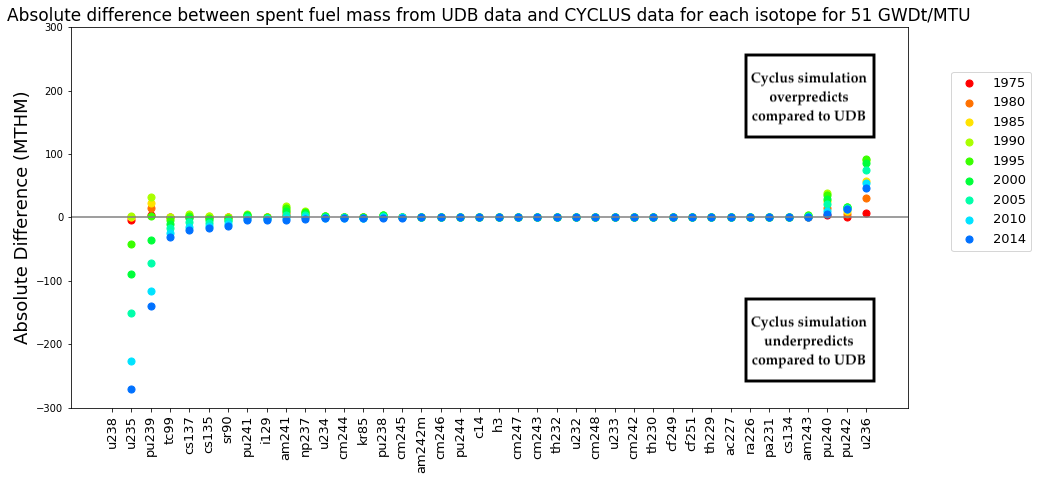 Absolute difference between spent fuel mass from UDB data and CYCLUS data for each isotope for 51 GWDt/MTU
Absolute Difference (MTHM)
300
200
100
0
−100
−200
−300
Cyclus simulation
overpredicts
compared to UDB
Cyclus simulation
underpredicts
compared to UDB
1975
1980
1985
1990
1995
2000
2005
2010
2014
u238
u235
pu239
tc99
cs137
cs135
sr90
pu241
i129
am241
np237
u234
cm244
kr85
pu238
cm245
am242m
cm246
pu244
c14
h3
cm247
cm243
th232
u232
cm248
u233
cm242
th230
cf249
cf251
th229
ac227
ra226
pa231
cs134
am243
pu240
pu242
u236